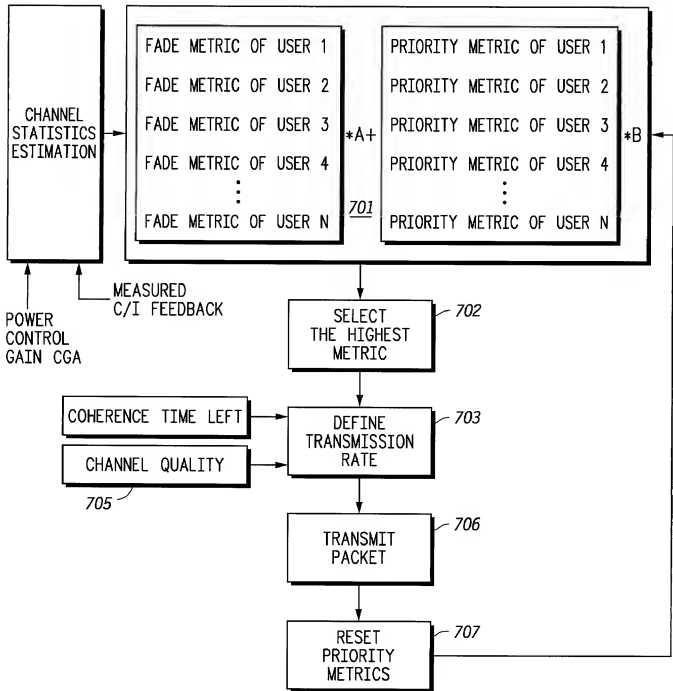 CHANNEL
STATISTICS
ESTIMATION
FADE METRIC OF USER 1
FADE METRIC OF USER 2
FADE METRIC OF USER 3
FADE METRIC OF USER 4
FADE METRIC OF USER N
*A+
701
PRIORITY METRIC OF USER 1
PRIORITY METRIC OF USER 2
PRIORITY METRIC OF USER 3
PRIORITY METRIC OF USER 4
PRIORITY METRIC OF USER N
*B
POWER
CONTROL
GAIN CGA
MEASURED
C/I FEEDBACK
SELECT
THE HIGHEST
METRIC
702
COHERENCE TIME LEFT
CHANNEL QUALITY
705
DEFINE
TRANSMISSION
RATE
703
TRANSMIT
PACKET
706
RESET
PRIORITY
METRICS
707